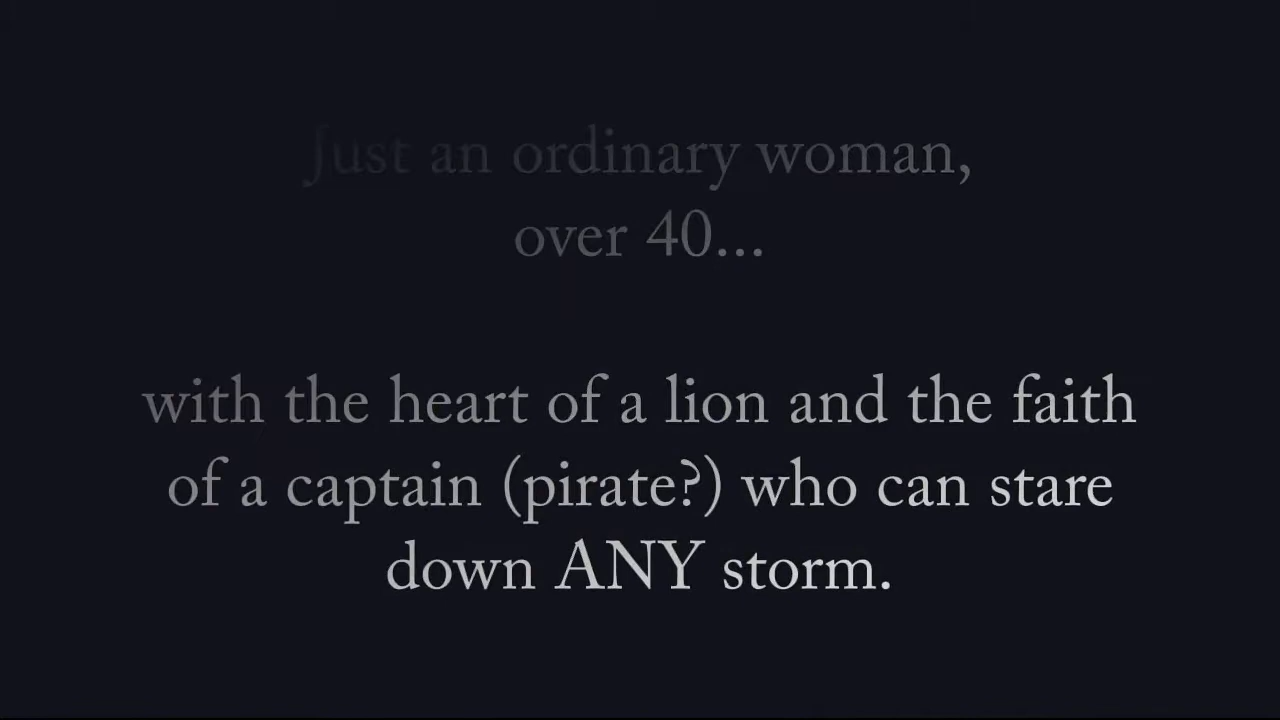 Just an ordinary woman,
over 40...
with the heart of a lion and the faith
of a captain (pirate?) who can stare
down ANY storm.